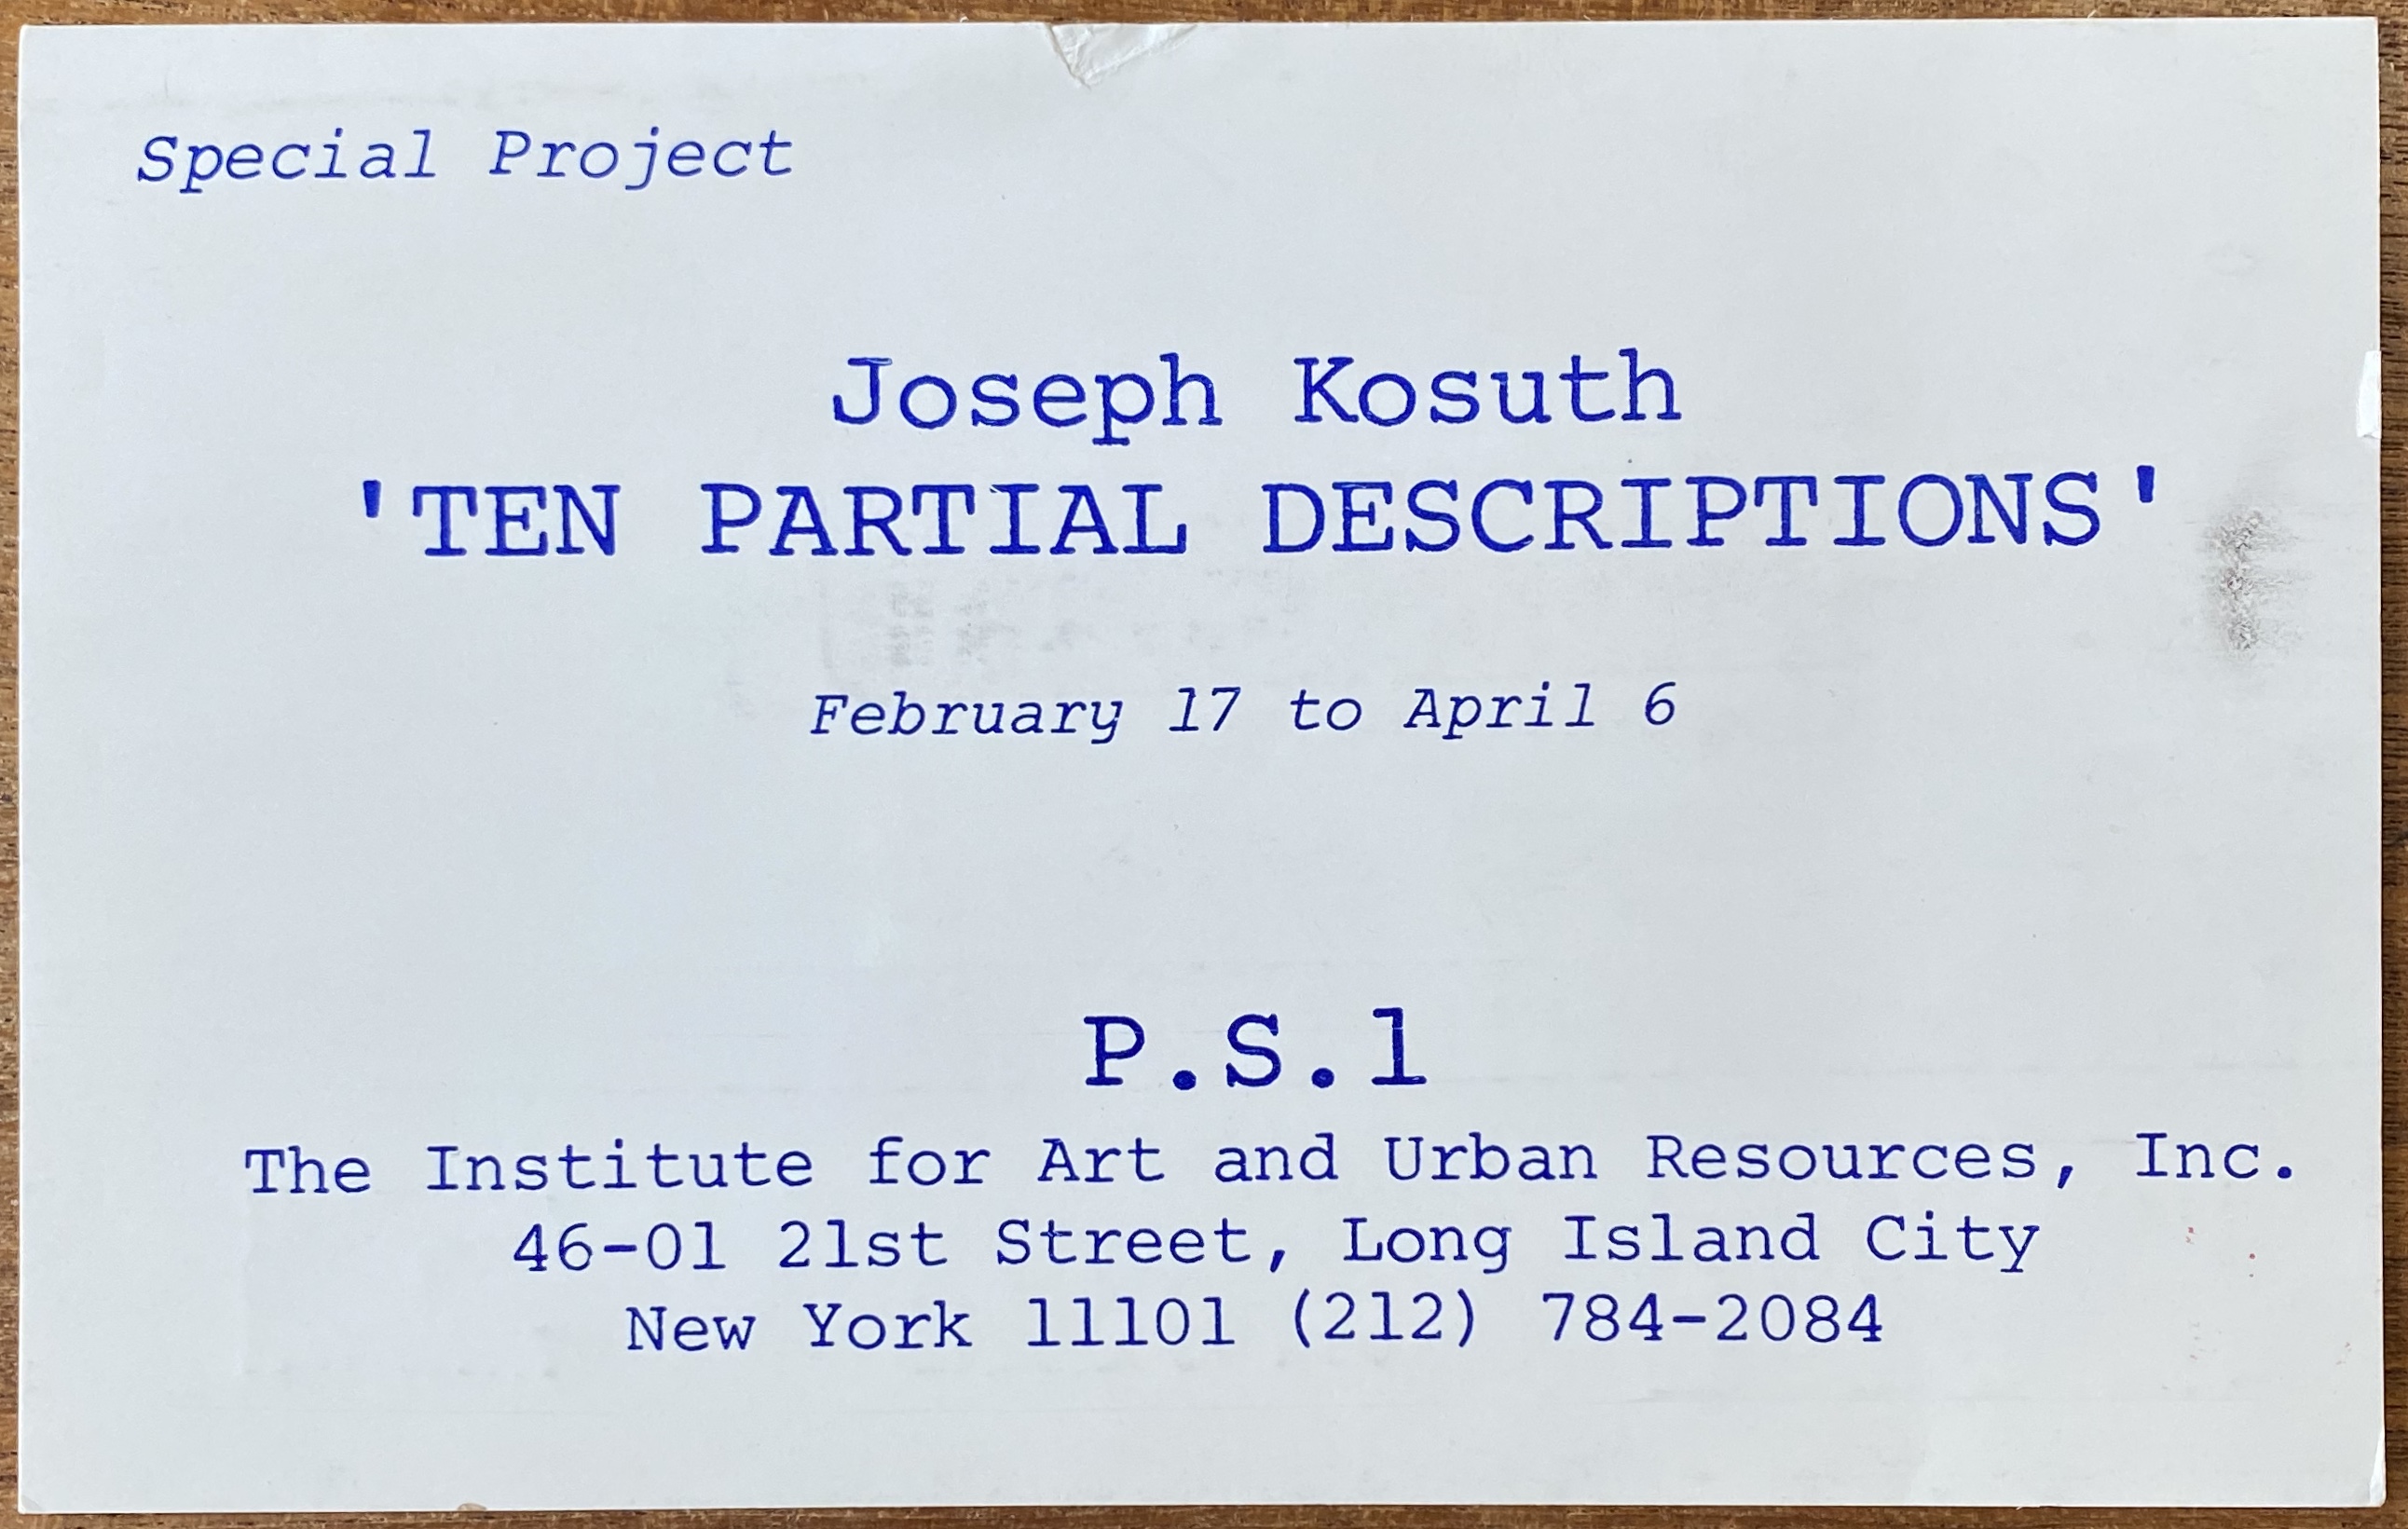 Special Project
Joseph Kosuth
'TEN PARTIAL DESCRIPTIONS'
February 17 to April 6
P.S.1
The Institute for Art and Urban Resources, Inc.
46-01 21st Street, Long Island City
New York 11101 (212) 784-2084